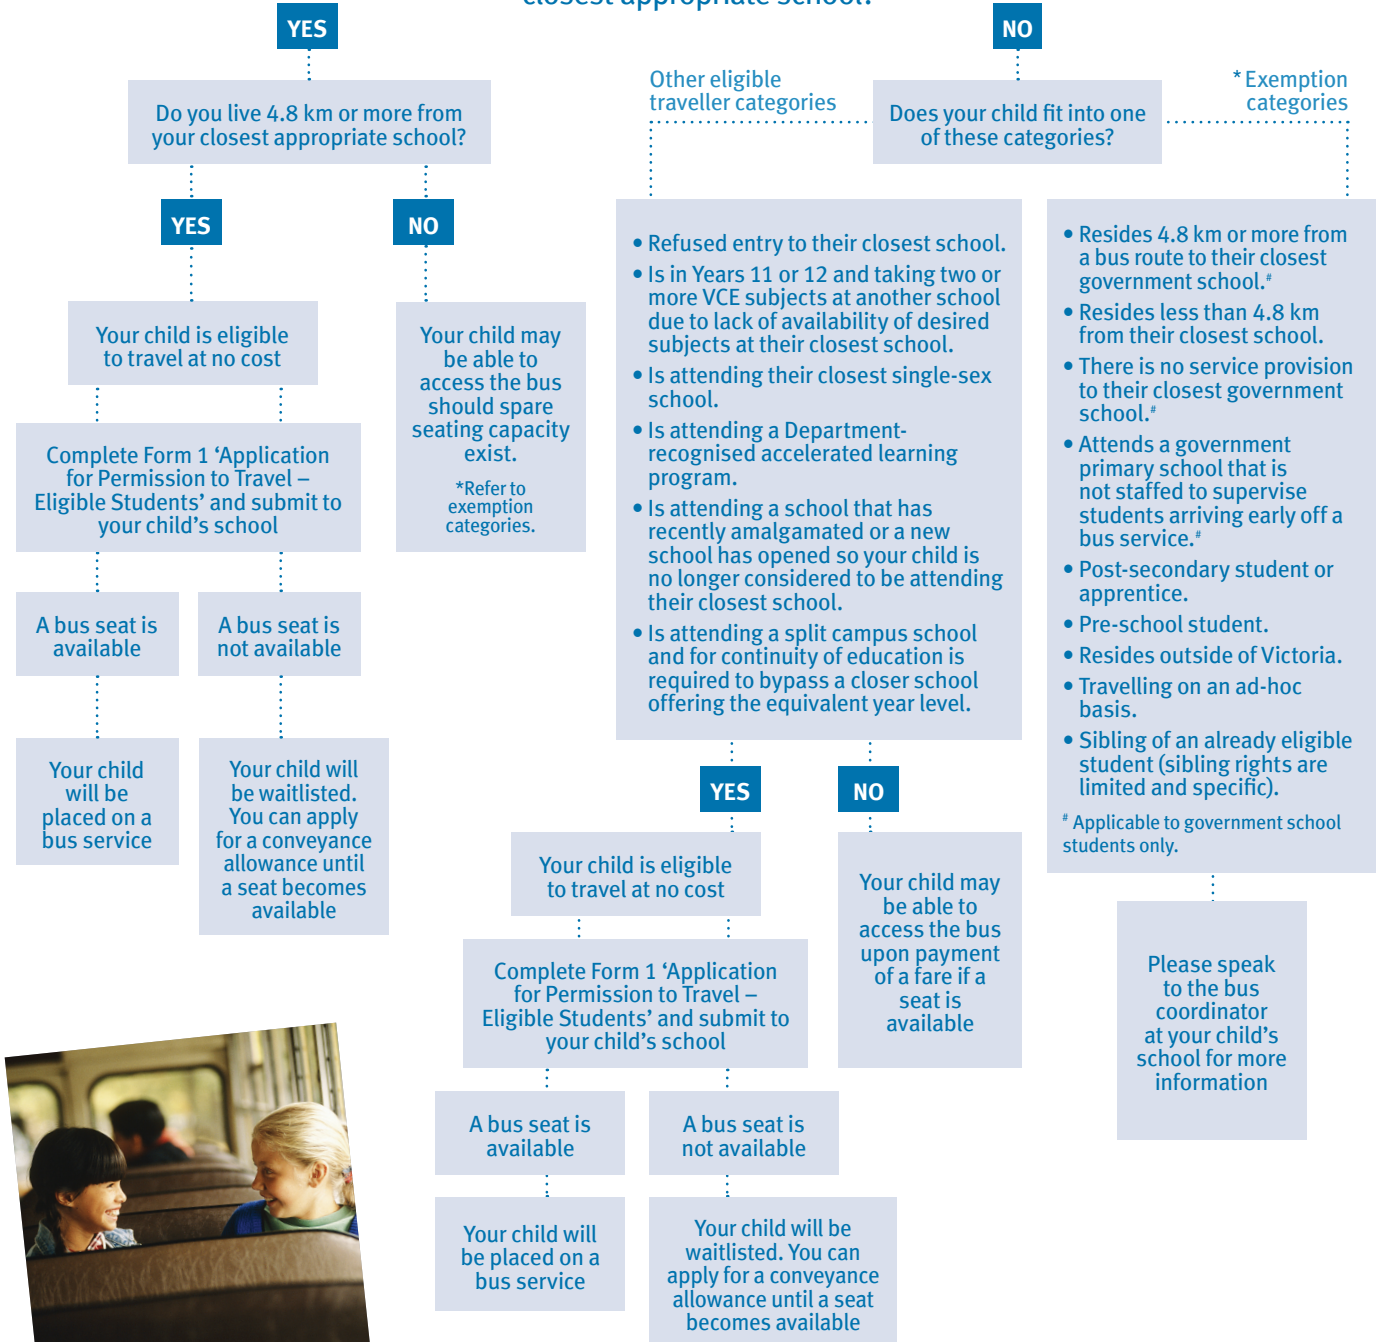 closest appropriate school?
YES
Do you live 4.8 km or more from
your closest appropriate school?
YES
Your child is eligible
to travel at no cost
Complete Form 1 ‘Application
for Permission to Travel –
Eligible Students’ and submit to
your child’s school
A bus seat is
available
Your child
will be
placed on a
bus service
A bus seat is
not available
Your child will
be waitlisted.
You can apply
for a conveyance
allowance until
a seat becomes
available
NO
Your child may
be able to
access the bus
should spare
seating capacity
exist.
*Refer to
exemption
categories.
NO
Does your child fit into one
of these categories?
Other eligible
traveller categories
• Refused entry to their closest school.
• Is in Years 11 or 12 and taking two or
more VCE subjects at another school
due to lack of availability of desired
subjects at their closest school.
• Is attending their closest single-sex
school.
• Is attending a Department-
recognised accelerated learning
program.
• Is attending a school that has
recently amalgamated or a new
school has opened so your child is
no longer considered to be attending
their closest school.
• Is attending a split campus school
and for continuity of education is
required to bypass a closer school
offering the equivalent year level.
YES
Your child is eligible
to travel at no cost
Complete Form 1 ‘Application
for Permission to Travel –
Eligible Students’ and submit to
your child’s school
A bus seat is
available
Your child will
be placed on a
bus service
A bus seat is
not available
Your child will be
waitlisted. You can
apply for a conveyance
allowance until a seat
becomes available
NO
Your child may
be able to
access the bus
upon payment
of a fare if a
seat is
available
* Exemption
categories
• Resides 4.8 km or more from
a bus route to their closest
government school.#
• Resides less than 4.8 km
from their closest school.
• There is no service provision
to their closest government
school.#
• Attends a government
primary school that is
not staffed to supervise
students arriving early off a
bus service.#
• Post-secondary student or
apprentice.
• Pre-school student.
• Resides outside of Victoria.
• Travelling on an ad-hoc
basis.
• Sibling of an already eligible
student (sibling rights are
limited and specific).
# Applicable to government school
students only.
Please speak
to the bus
coordinator
at your child’s
school for more
information